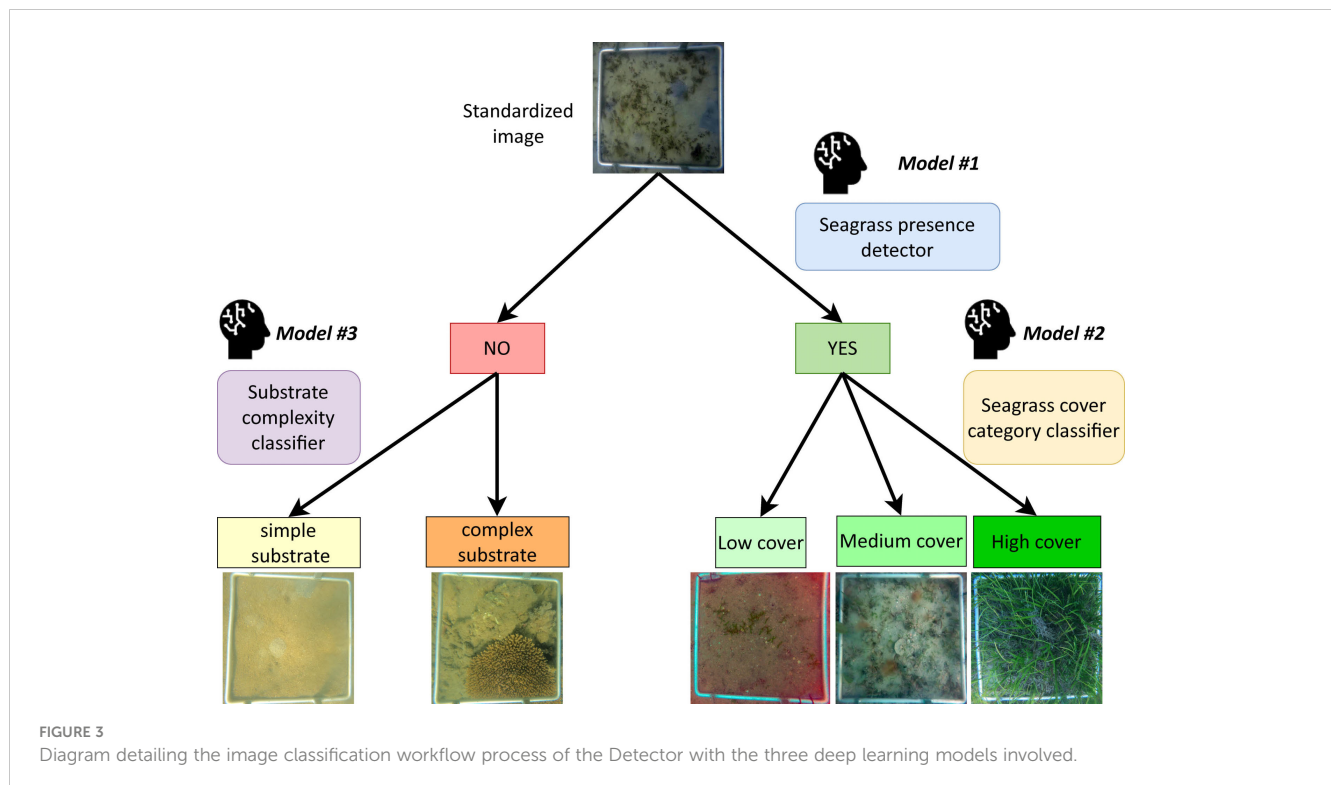 Standardized
image
Model #1
Seagrass presence
detector
Model #3
NO
YES
Model #2
Substrate
complexity
classifier
Seagrass cover
category classifier
simple
substrate
complex
substrate
Low cover
Medium cover
High cover
FIGURE 3
Diagram detailing the image classification workflow process of the Detector with the three deep learning models involved.